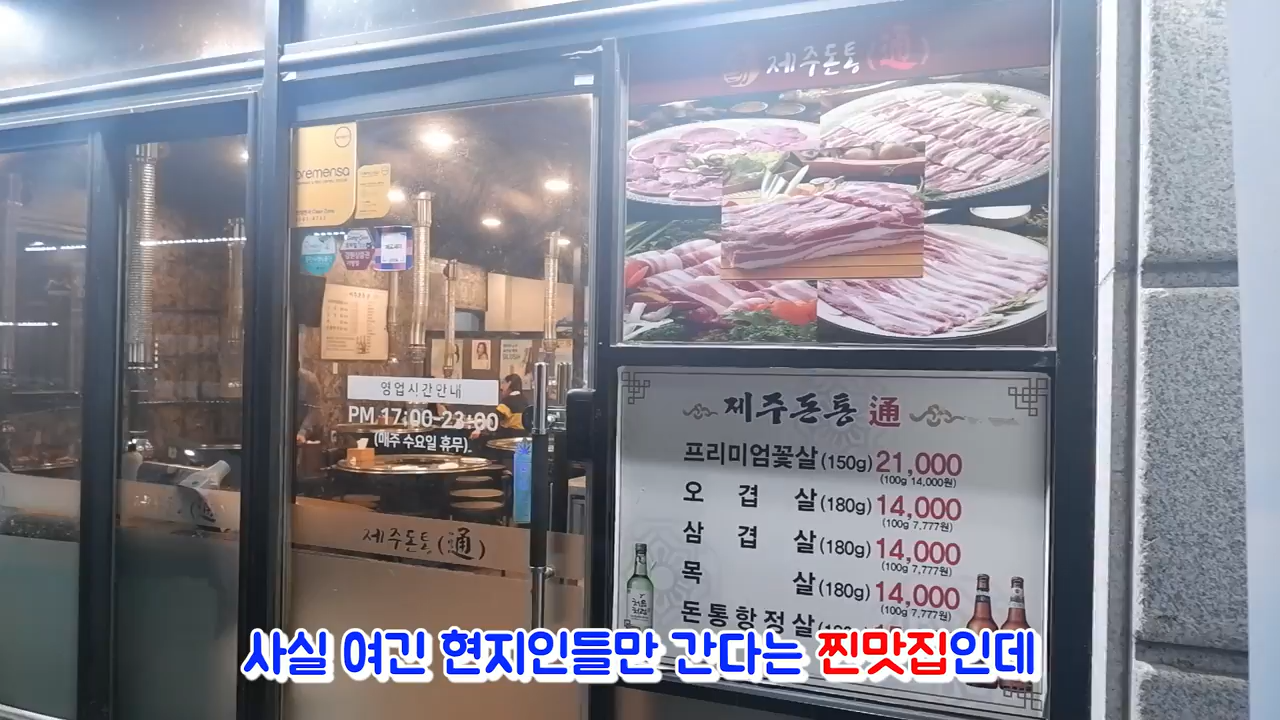 제주돈통(通)
bremensa
영업시간안내
PM 17:00-23:00
(매주 수요일 휴무)
제주돈통(通)
제주돈통 通
프리미엄꽃살(150g) 21,000
(100g 14,000원)
오겹살(180g) 14,000
(100g 7,777원)
삼겹살(180g) 14,000
(100g 7,777원)
목살(180g) 14,000
(100g 7,777원)
돈통항정살
사실 여긴 현지인들만 간다는 찐맛집인데